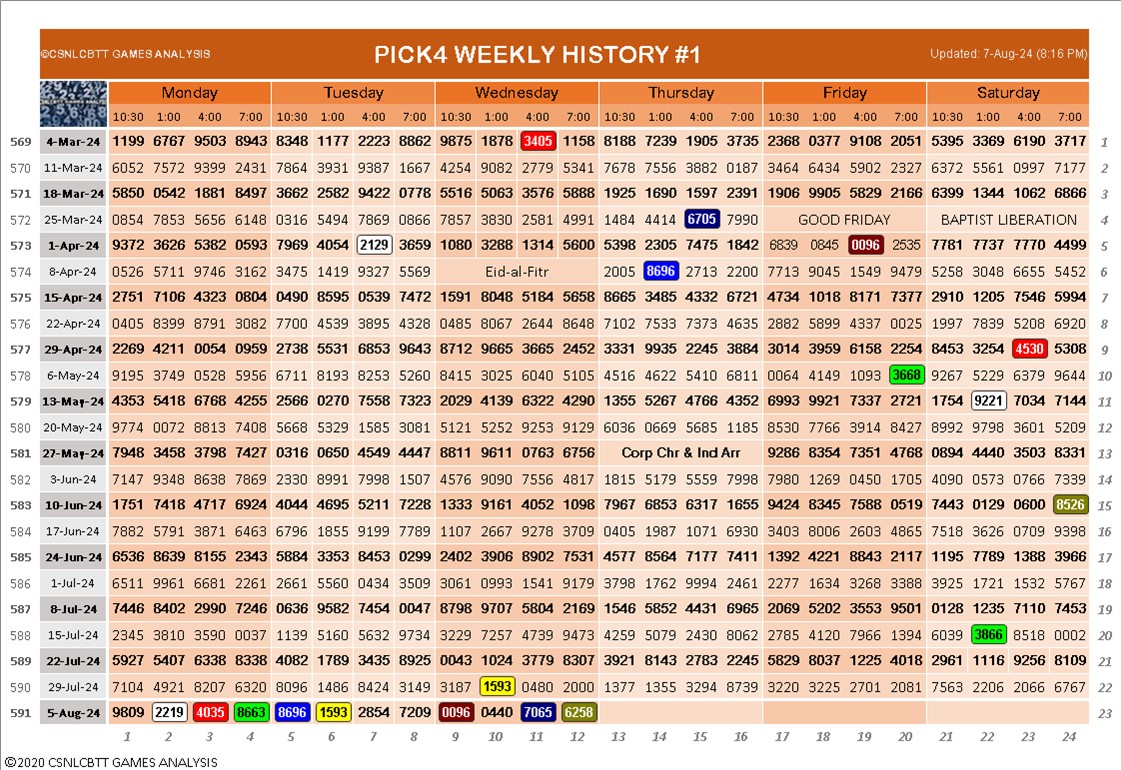 ©CSNLCBTT GAMES ANALYSIS PICK4 WEEKLY HISTORY #1 Updated: 7-Aug-24 (8:16 PM)
Monday Tuesday Wednesday Thursday Friday Saturday
10:30 1:00 4:00 7:00 10:30 1:00 4:00 7:00 10:30 1:00 4:00 7:00 10:30 1:00 4:00 7:00 10:30 1:00 4:00 7:00 10:30 1:00 4:00 7:00
569 4-Mar-24 1199 6767 9503 8943 8348 1177 2223 8862 9875 1878 3405 1158 8188 7239 1905 3735 2368 0377 9108 2051 5395 3369 6190 3717 1
570 11-Mar-24 6052 7572 9399 2431 7864 3931 9387 1667 4254 9082 2779 5341 7678 7556 3882 0187 3464 6434 5902 2327 6372 5561 0997 7177 2
571 18-Mar-24 5850 0542 1881 8497 3662 2582 9422 0778 5516 5063 3576 5888 1925 1690 1597 2391 1906 9905 5829 2166 6399 1344 1062 6866 3
572 25-Mar-24 0854 7853 5656 6148 0316 5494 7869 0866 7857 3830 2581 4991 1484 4414 6705 7990 GOOD FRIDAY BAPTIST LIBERATION 4
573 1-Apr-24 9372 3626 5382 0593 7969 4054 2129 3659 1080 3288 1314 5600 5398 2305 7475 1842 6839 0845 0096 2535 7781 7737 7770 4499 5
574 8-Apr-24 0526 5711 9746 3162 3475 1419 9327 5569 Eid-al-Fitr 2005 8696 2713 2200 7713 9045 1549 9479 5258 3048 6655 5452 6
575 15-Apr-24 2751 7106 4323 0804 0490 8595 0539 7472 1591 8048 5184 5658 8665 3485 4332 6721 4734 1018 8171 7377 2910 1205 7546 5994 7
576 22-Apr-24 0405 8399 8791 3082 7700 4539 3895 4328 0485 8067 2644 8648 7102 7533 7373 4635 2882 5899 4337 0025 1997 7839 5208 6920 8
577 29-Apr-24 2269 4211 0054 0959 2738 5531 6853 9643 8712 9665 3665 2452 3331 9935 2245 3884 3014 3959 6158 2254 8453 3254 4530 5308 9
578 6-May-24 9195 3749 0528 5956 6711 8193 8253 5260 8415 3025 6040 5105 4516 4622 5410 6811 0064 4149 1093 3668 9267 5229 6379 9644 10
579 13-May-24 4353 5418 6768 4255 2566 0270 7558 7323 2029 4139 6322 4290 1355 5267 4766 4352 6993 9921 7337 2721 1754 9221 7034 7144 11
580 20-May-24 9774 0072 8813 7408 5668 5329 1585 3081 5121 5252 9253 9129 6036 0669 5685 1185 8530 7766 3914 8427 8992 9798 3601 5209 12
581 27-May-24 7948 3458 3798 7427 0316 0650 4549 4447 8811 9611 0763 6756 Corp Chr & Ind Arr 9286 8354 7351 4768 0894 4440 3503 8331 13
582 3-Jun-24 7147 9348 8638 7869 2330 8991 7998 1507 4576 9090 7556 4817 1815 5179 5559 7998 7980 1269 0450 1705 4090 0573 0766 7339 14
583 10-Jun-24 1751 7418 4717 6924 4044 4695 5211 7228 1333 9161 4052 1098 7967 6853 6317 1655 9424 8345 7588 0519 7443 0129 0600 8526 15
584 17-Jun-24 7882 5791 3871 6463 6796 1855 9199 7789 1107 2667 9278 3709 0405 1987 1071 6930 3403 8006 2603 4865 7518 3626 0709 9398 16
585 24-Jun-24 6536 8639 8155 2343 5884 3353 8453 0299 2402 3906 8902 7531 4577 8564 7177 7411 1392 4221 8843 2117 1195 7789 1388 3966 17
586 1-Jul-24 6511 9961 6681 2261 2661 5560 0434 3509 3061 0993 1541 9179 3798 1762 9994 2461 2277 1634 3268 3388 3925 1721 1532 5767 18
587 8-Jul-24 7446 8402 2990 7246 0636 9582 7454 0047 8798 9707 5804 2169 1546 5852 4431 6965 2069 5202 3553 9501 0128 1235 7110 7453 19
588 15-Jul-24 2345 3810 3590 0037 1139 5160 5632 9734 3229 7257 4739 9473 4259 5079 2430 8062 2785 4120 7966 1394 6039 3866 8518 0002 20
589 22-Jul-24 5927 5407 6338 8338 4082 1789 3435 8925 0043 1024 3779 8307 3921 8143 2783 2245 5829 8037 1225 4018 2961 1116 9256 8109 21
590 29-Jul-24 7104 4921 8207 6320 8096 1486 8424 3149 3187 1593 0480 2000 1377 1355 3294 8739 3220 3225 2701 2081 7563 2206 2066 6767 22
591 5-Aug-24 9809 2219 4035 8663 8696 1593 2854 7209 0096 0440 7065 6258 23
1 2 3 4 5 6 7 8 9 10 11 12 13 14 15 16 17 18 19 20 21 22 23 24
©2020 CSNLCBTT GAMES ANALYSIS